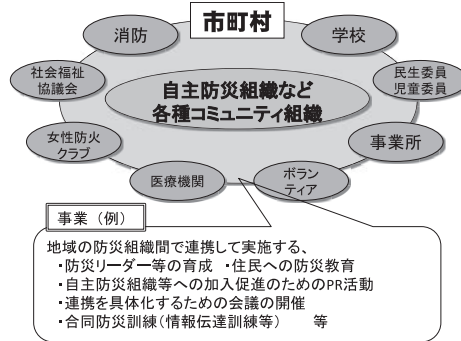 市町村
消防
学校
社会福祉
協議会
自主防災組織など
各種コミュニティ組織
民生委員
児童委員
女性防火
クラブ
事業所
医療機関
ボラン
ティア
事業（例）
地域の防災組織間で連携して実施する、
・防災リーダー等の育成　・住民への防災教育
・自主防災組織等への加入促進のためのPR活動
・連携を具体化するための会議の開催
・合同防災訓練（情報伝達訓練等）　　等